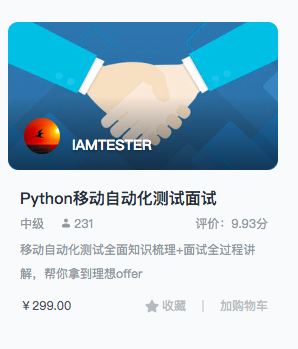 IAMTESTER
Python移动自动化测试面试
中级 231 评价：9.93分
移动自动化测试全面知识梳理+面试全过程讲
解，帮你拿到理想offer
￥299.00 收藏 | 加购物车